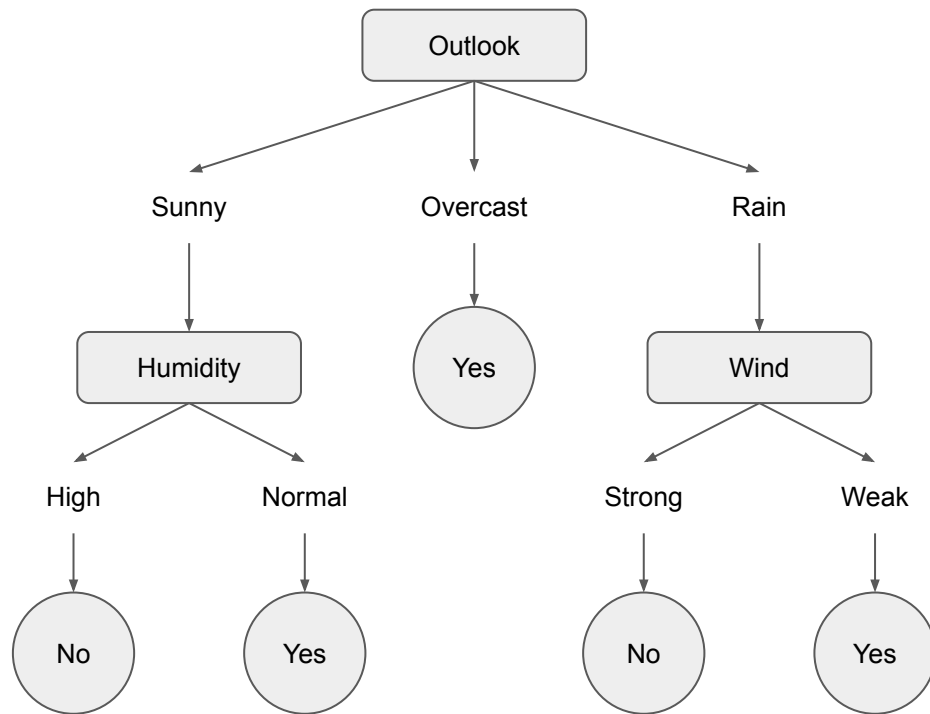 Outlook
Sunny
Overcast
Rain
Humidity
Yes
Wind
High
Normal
Strong
Weak
No
Yes
No
Yes